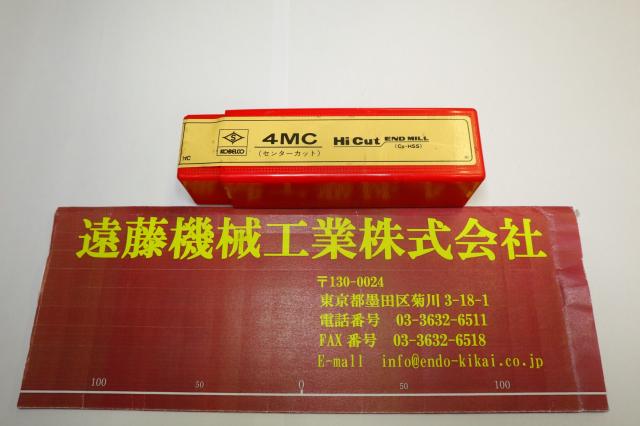 S
KOBELCO
4MC
(センターカット)
Hi Cut END MILL
(Co-HSS)
MC
遠藤機械工業株式会社
〒130-0024
東京都墨田区菊川 3-18-1
電話番号 03-3632-6511
FAX 番号 03-3632-6518
E-mall info@endo-kikai.co.jp
100 50 0 50 100